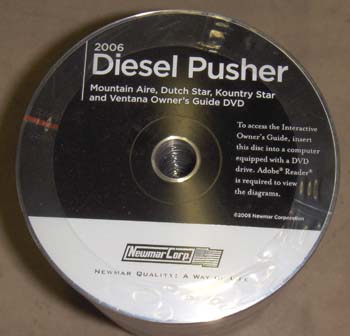 2006
Diesel Pusher
Mountain Aire, Dutch Star, Kountry Star
and Ventana Owner's Guide DVD
To access the Interactive
Owner's Guide, insert
this disc into a computer
equipped with a DVD
drive. Adobe® Reader®
is required to view
the diagrams.
©2005 Newmar Corporation
Newmar Corp.
Newmar Quality: A Way of Life